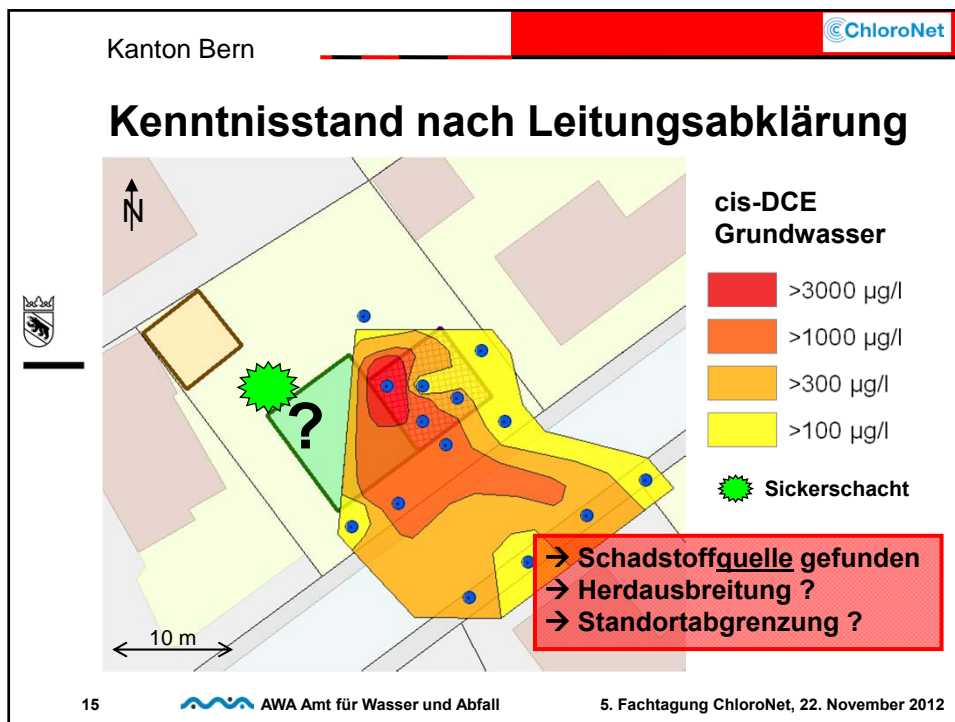 ©ChloroNet
Kanton Bern
Kenntnisstand nach Leitungsabklärung
N
cis-DCE
Grundwasser
>3000 µg/l
>1000 µg/l
>300 µg/l
>100 µg/l
Sickerschacht
?
→ Schadstoffquelle gefunden
→ Herdausbreitung ?
→ Standortabgrenzung ?
10 m
15 AWA Amt für Wasser und Abfall 5. Fachtagung ChloroNet, 22. November 2012